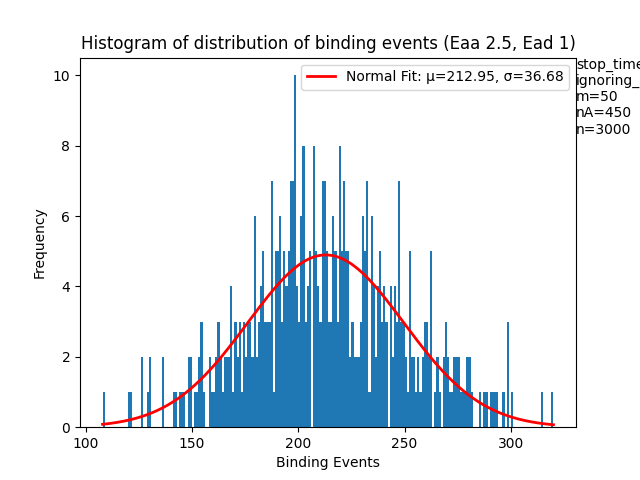 Histogram of distribution of binding events (Eaa 2.5, Ead 1)
Normal Fit: μ=212.95, σ=36.68
stop_time
ignoring_
m=50
nA=450
n=3000
Frequency
10
8
6
4
2
0
100 150 200 250 300
Binding Events